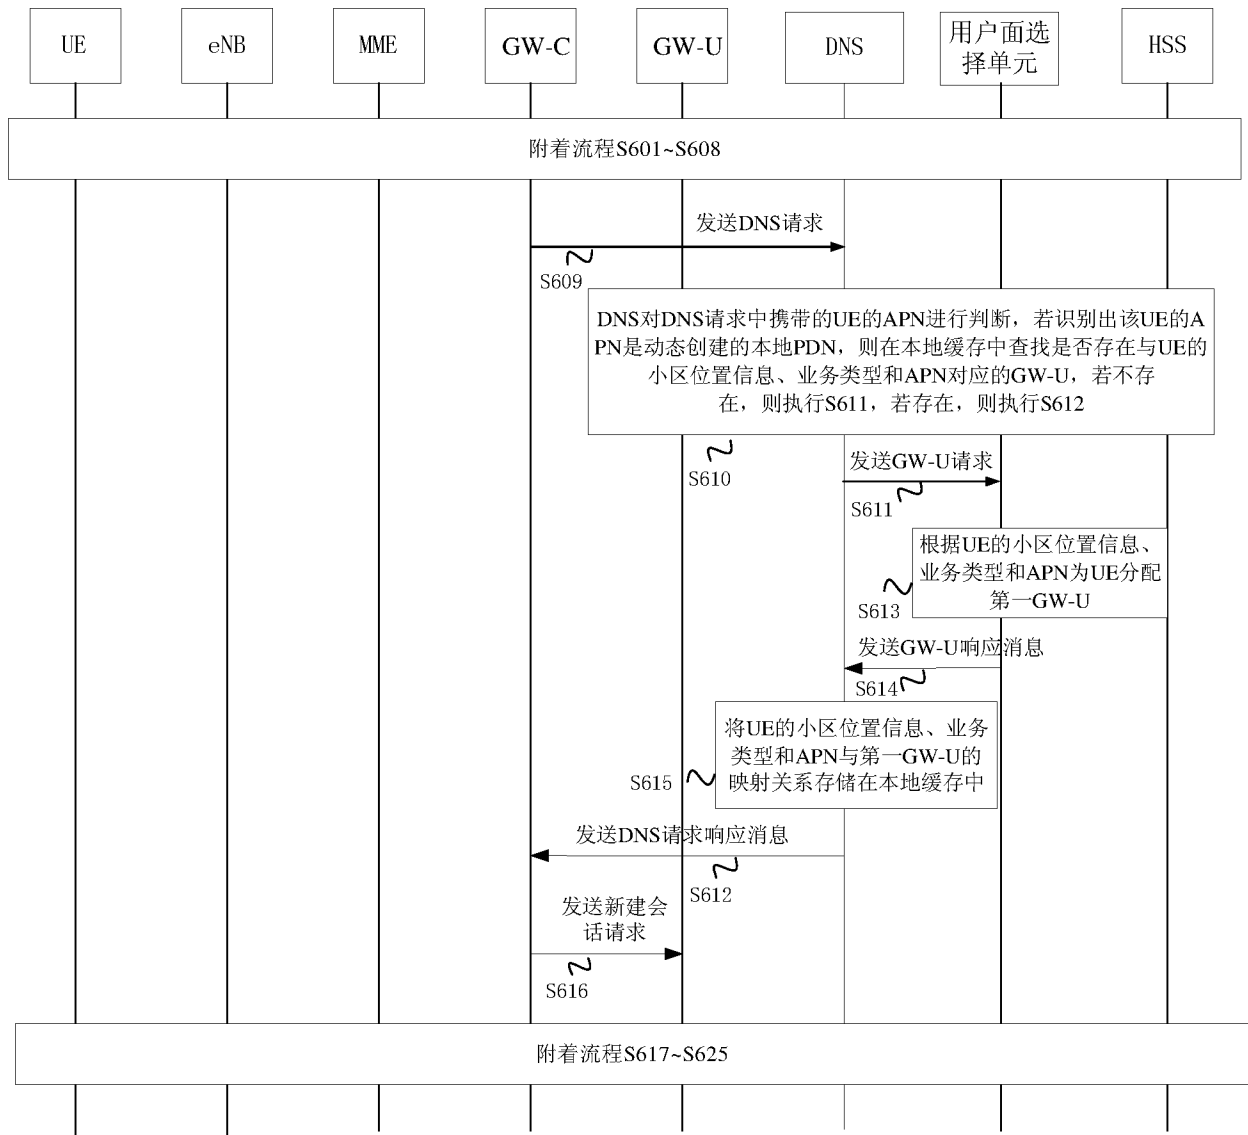 UE
eNB
MME
GW-C
GW-U
DNS
用户面选
择单元
HSS
附着流程S601~S608
发送DNS请求
S609
DNS对DNS请求中携带的UE的APN进行判断，若识别出该UE的A
PN是动态创建的本地PDN，则在本地缓存中查找是否存在与UE的
小区位置信息、业务类型和APN对应的GW-U，若不存
在，则执行S611，若存在，则执行S612
S610
发送GW-U请求
S611
根据UE的小区位置信息、
业务类型和APN为UE分配
第一GW-U
S613
发送GW-U响应消息
S614
将UE的小区位置信息、业务
类型和APN与第一GW-U的
映射关系存储在本地缓存中
S615
发送DNS请求响应消息
S612
发送新建会
话请求
S616
附着流程S617~S625